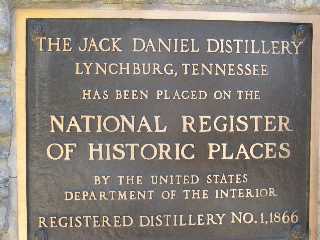 THE JACK DANIEL DISTILLERY
LYNCHBURG, TENNESSEE
HAS BEEN PLACED ON THE
NATIONAL REGISTER
OF HISTORIC PLACES
BY THE UNITED STATES
DEPARTMENT OF THE INTERIOR
REGISTERED DISTILLERY NO. 1, 1866